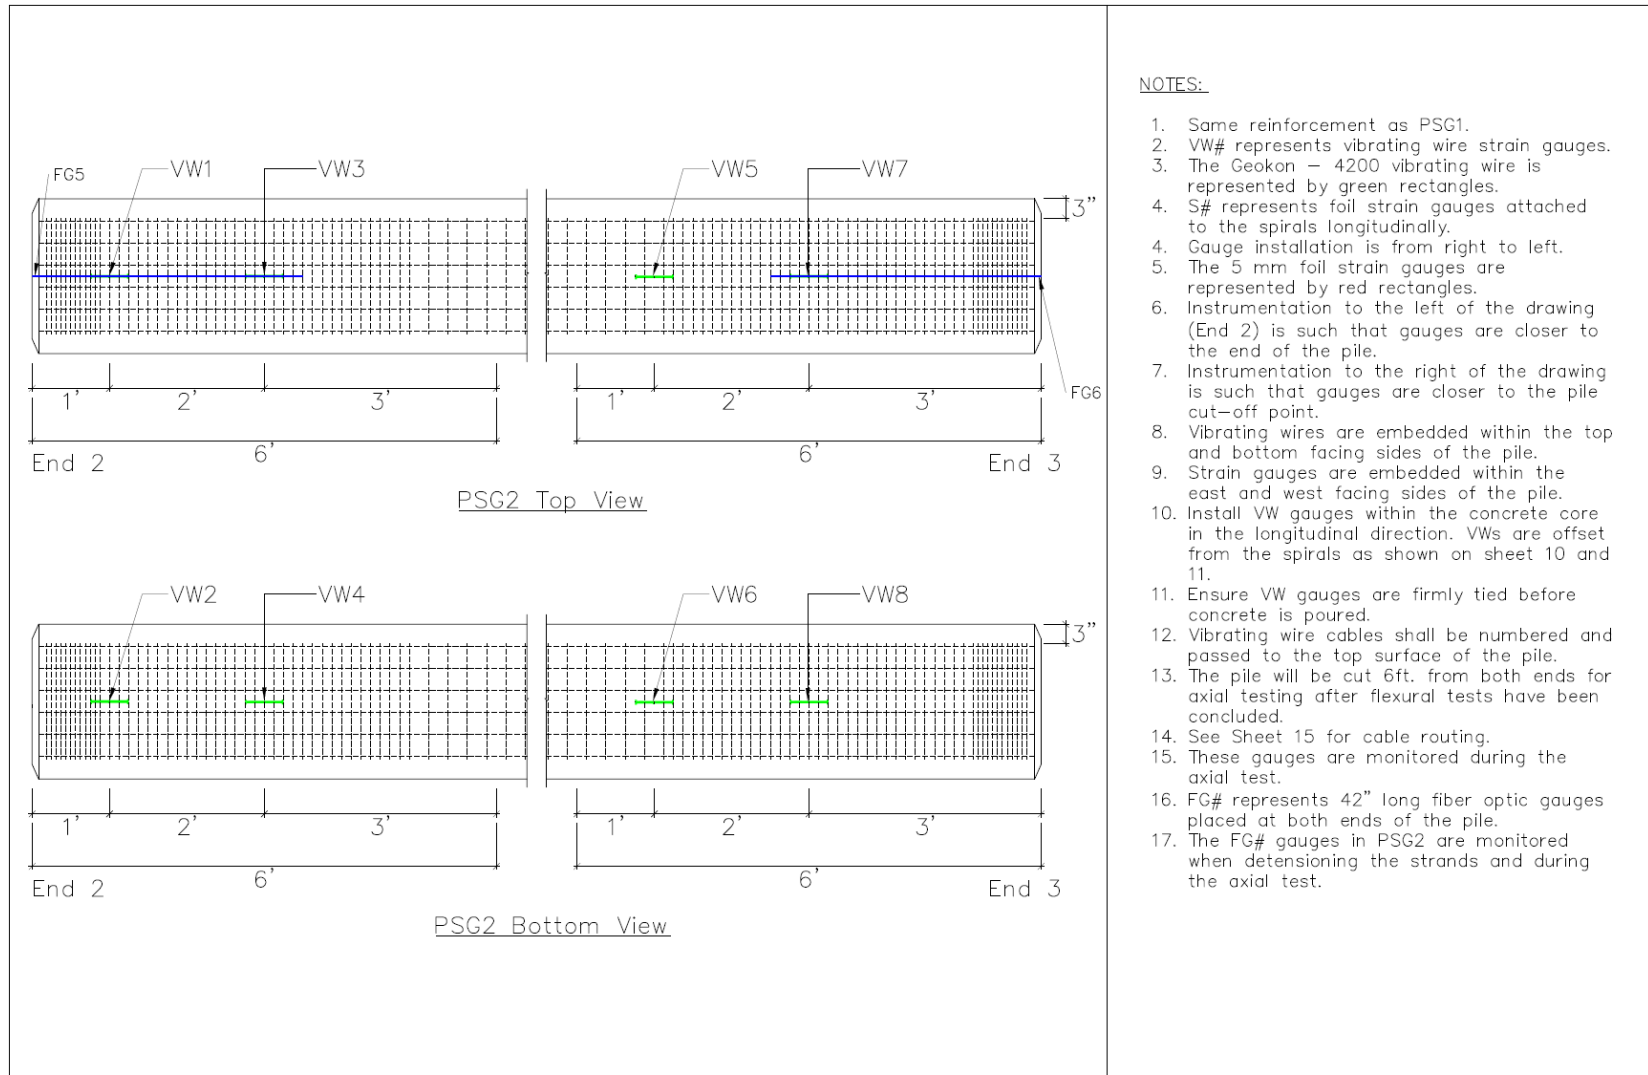 FG5
VW1
VW3
VW5
VW7
3"
1'
2'
3'
1'
2'
3'
FG6
6'
6'
End 2
End 3
PSG2 Top View
VW2
VW4
VW6
VW8
3"
1'
2'
3'
1'
2'
3'
6'
6'
End 2
End 3
PSG2 Bottom View
NOTES:
1. Same reinforcement as PSG1.
2. VW# represents vibrating wire strain gauges.
3. The Geokon – 4200 vibrating wire is
represented by green rectangles.
4. S# represents foil strain gauges attached
to the spirals longitudinally.
4. Gauge installation is from right to left.
5. The 5 mm foil strain gauges are
represented by red rectangles.
6. Instrumentation to the left of the drawing
(End 2) is such that gauges are closer to
the end of the pile.
7. Instrumentation to the right of the drawing
is such that gauges are closer to the pile
cut–off point.
8. Vibrating wires are embedded within the top
and bottom facing sides of the pile.
9. Strain gauges are embedded within the
east and west facing sides of the pile.
10. Install VW gauges within the concrete core
in the longitudinal direction. VWs are offset
from the spirals as shown on sheet 10 and
11.
11. Ensure VW gauges are firmly tied before
concrete is poured.
12. Vibrating wire cables shall be numbered and
passed to the top surface of the pile.
13. The pile will be cut 6ft. from both ends for
axial testing after flexural tests have been
concluded.
14. See Sheet 15 for cable routing.
15. These gauges are monitored during the
axial test.
16. FG# represents 42" long fiber optic gauges
placed at both ends of the pile.
17. The FG# gauges in PSG2 are monitored
when detensioning the strands and during
the axial test.